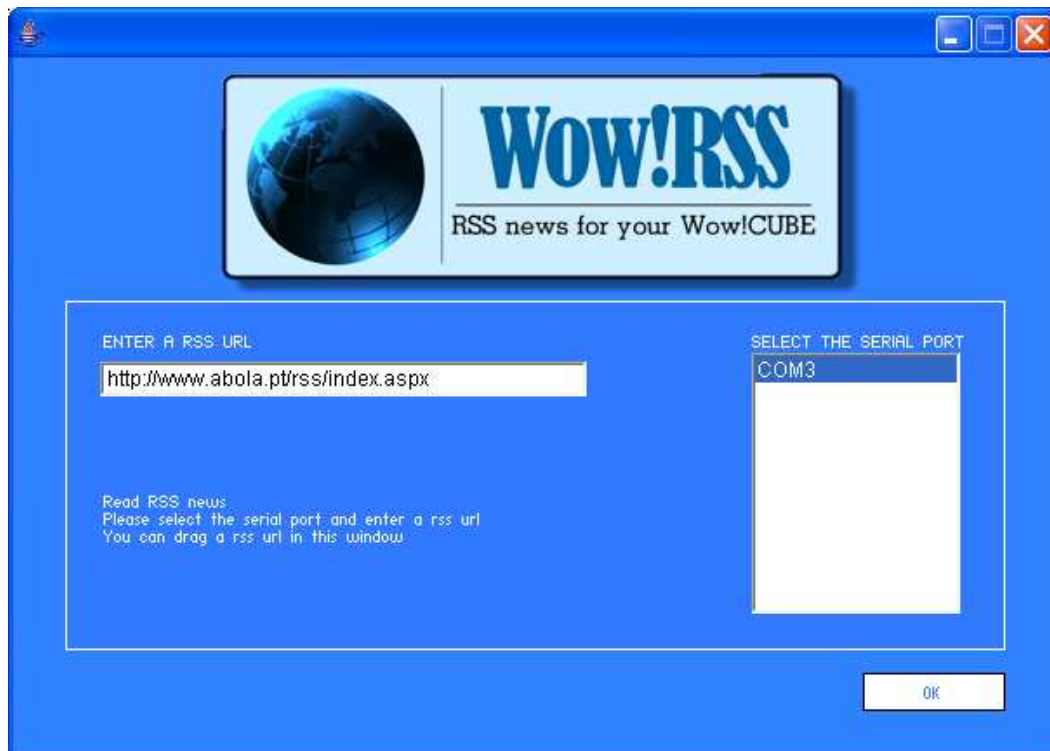 Wow!RSS
RSS news for your Wow!CUBE
ENTER A RSS URL
http://www.abola.pt/rss/index.aspx
SELECT THE SERIAL PORT
COM3
Read RSS news
Please select the serial port and enter a rss url
You can drag a rss url in this window
OK